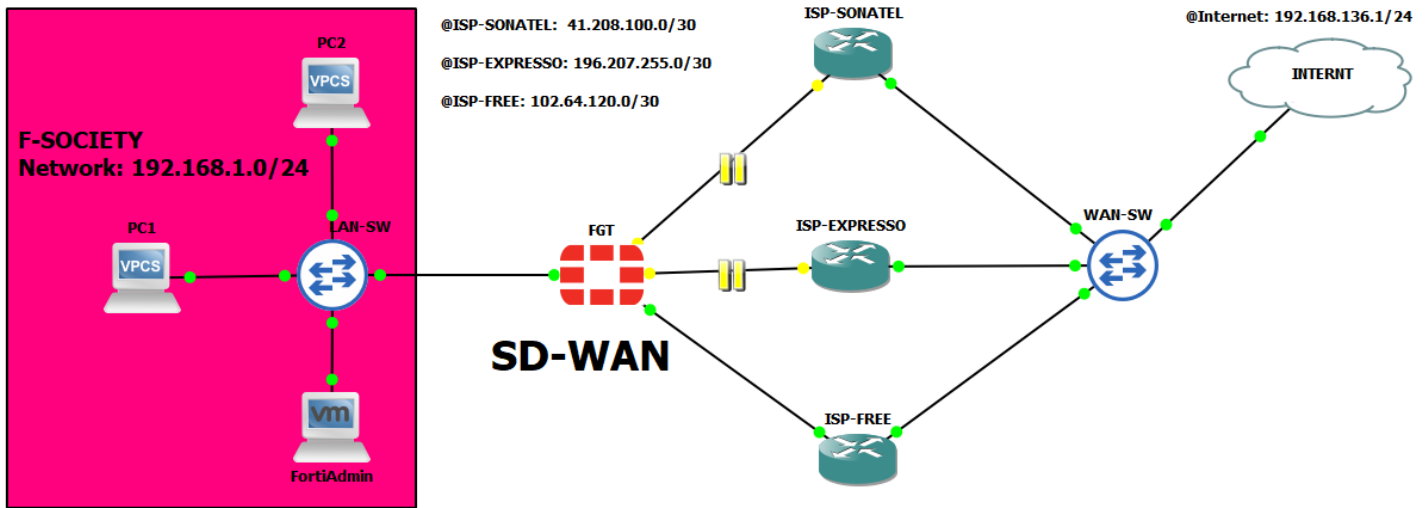 @ISP-SONATEL: 41.208.100.0/30
@ISP-EXPRESSO: 196.207.255.0/30
@ISP-FREE: 102.64.120.0/30
ISP-SONATEL
@Internet: 192.168.136.1/24
INTERNT
PC2
VPCS
F-SOCIETY
Network: 192.168.1.0/24
PC1
VPCS
LAN-SW
FGT
ISP-EXPRESSO
WAN-SW
SD-WAN
vm
FortiAdmin
ISP-FREE